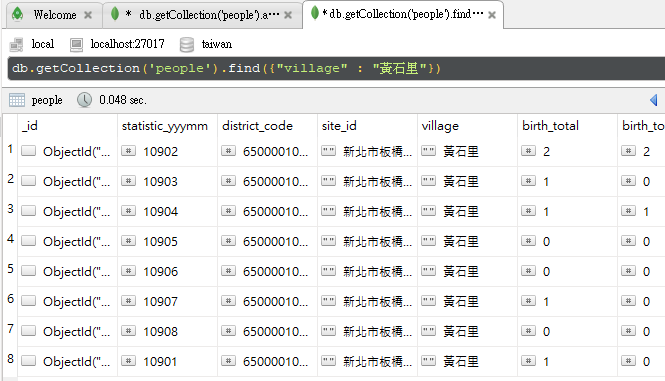 Welcome * db.getCollection('people').a... *db.getCollection('people').find...
local localhost:27017 taiwan
db.getCollection('people').find({"village" : "黃石里"})
people 0.048 sec.
_id statistic_yyymm district_code site_id village birth_total birth_to
1 ObjectId("... # 10902 # 65000010... "" 新北市板橋... "" 黃石里 # 2 # 2
2 ObjectId("... # 10903 # 65000010... "" 新北市板橋... "" 黃石里 # 1 # 0
3 ObjectId("... # 10904 # 65000010... "" 新北市板橋... "" 黃石里 # 1 # 1
4 ObjectId("... # 10905 # 65000010... "" 新北市板橋... "" 黃石里 # 0 # 0
5 ObjectId("... # 10906 # 65000010... "" 新北市板橋... "" 黃石里 # 0 # 0
6 ObjectId("... # 10907 # 65000010... "" 新北市板橋... "" 黃石里 # 1 # 0
7 ObjectId("... # 10908 # 65000010... "" 新北市板橋... "" 黃石里 # 0 # 0
8 ObjectId("... # 10901 # 65000010... "" 新北市板橋... "" 黃石里 # 1 # 0